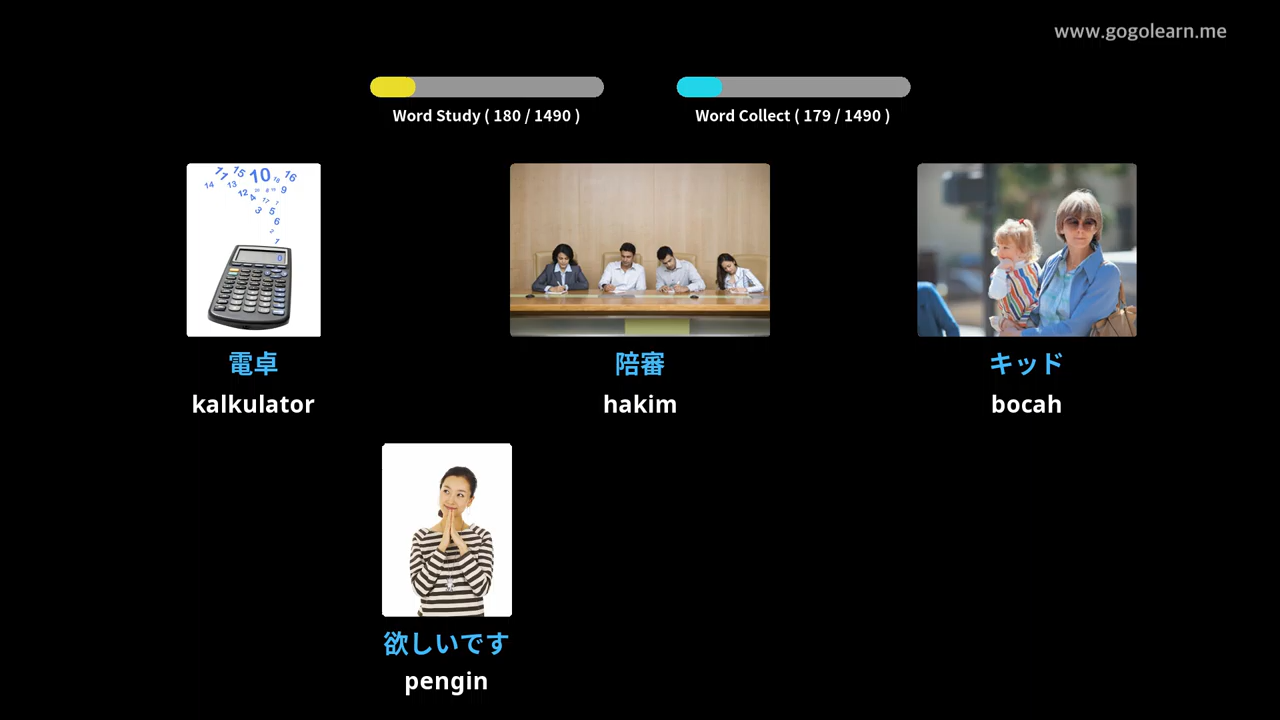 www.gogolearn.me
Word Study ( 180 / 1490 )
Word Collect ( 179 / 1490 )
電卓
kalkulator
陪審
hakim
キッド
bocah
欲しいです
pengin